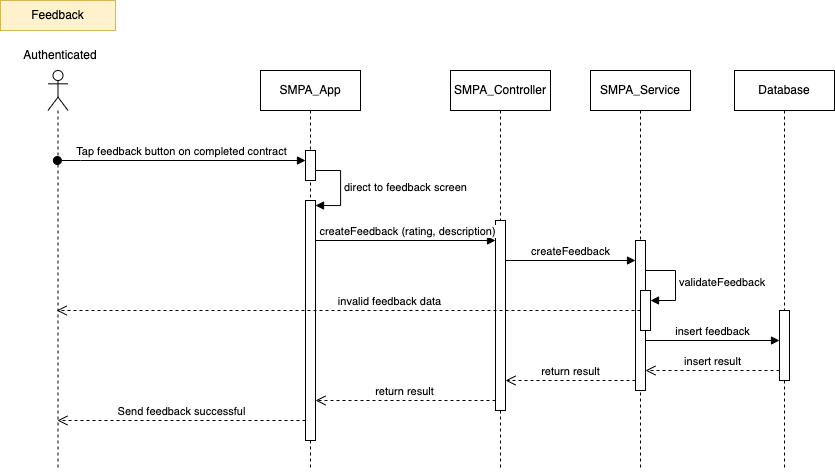 Feedback
Authenticated
SMPA_App
SMPA_Controller
SMPA_Service
Database
Tap feedback button on completed contract
direct to feedback screen
createFeedback (rating, description)
createFeedback
validateFeedback
invalid feedback data
insert feedback
insert result
return result
return result
Send feedback successful